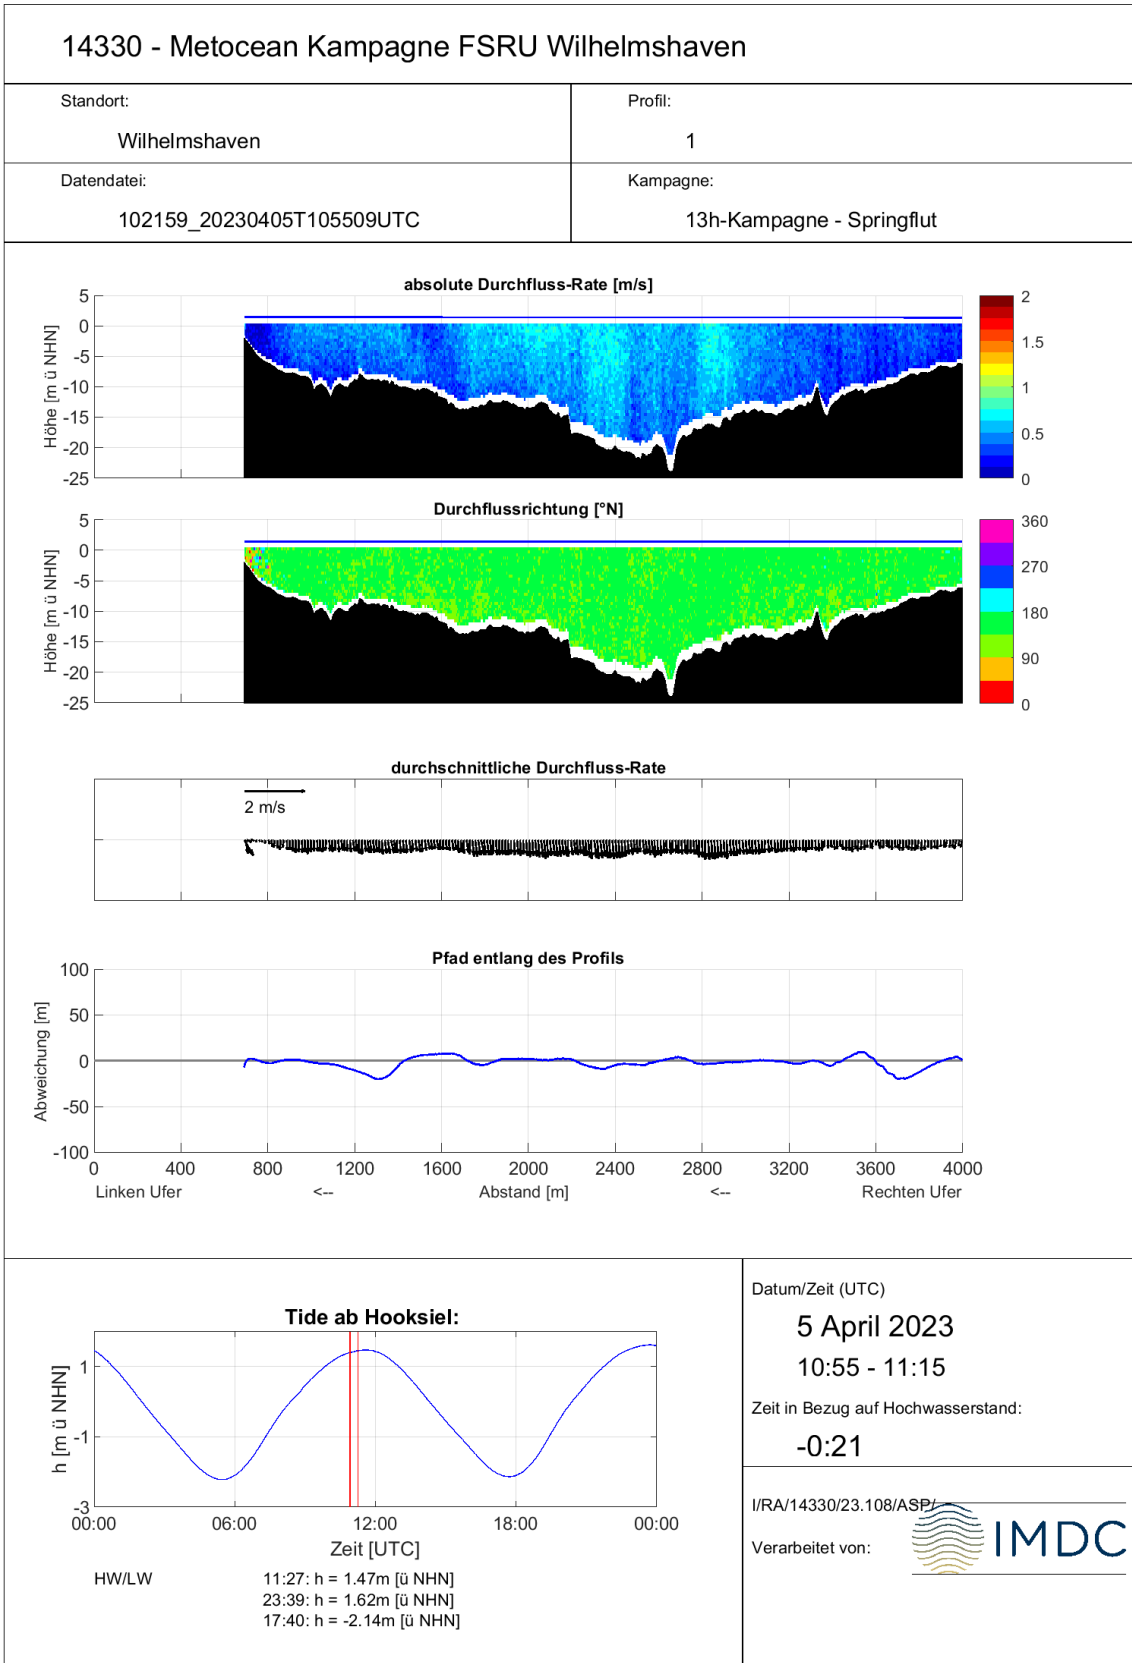 14330 - Metocean Kampagne FSRU Wilhelmshaven
Standort:
Wilhelmshaven
Profil:
1
Datendatei:
102159_20230405T105509UTC
Kampagne:
13h-Kampagne - Springflut
absolute Durchfluss-Rate [m/s]
Höhe [m ü NHN]
5
0
-5
-10
-15
-20
-25
2
1.5
1
0.5
0
Durchflussrichtung [°N]
Höhe [m ü NHN]
5
0
-5
-10
-15
-20
-25
360
270
180
90
0
durchschnittliche Durchfluss-Rate
2 m/s
Pfad entlang des Profils
Abweichung [m]
100
50
0
-50
-100
0 400 800 1200 1600 2000 2400 2800 3200 3600 4000
Linken Ufer <-- Abstand [m] <-- Rechten Ufer
Tide ab Hooksiel:
h [m ü NHN]
1
-1
-3
00:00 06:00 12:00 18:00 00:00
Zeit [UTC]
HW/LW
11:27: h = 1.47m [ü NHN]
23:39: h = 1.62m [ü NHN]
17:40: h = -2.14m [ü NHN]
Datum/Zeit (UTC)
5 April 2023
10:55 - 11:15
Zeit in Bezug auf Hochwasserstand:
-0:21
I/RA/14330/23.108/ASP/
Verarbeitet von:
IMDC